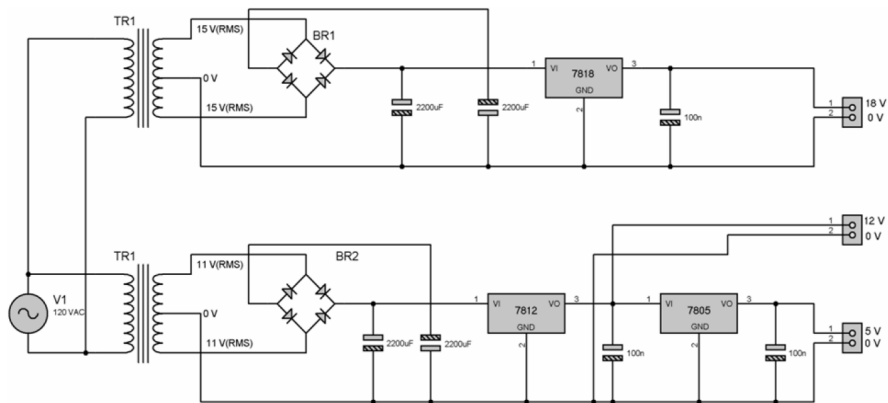 TR1
15 V(RMS)
0 V
15 V(RMS)
BR1
2200uF
2200uF
1
VI
7818
VO
3
GND
2
100n
1
2
18 V
0 V
1
2
12 V
0 V
V1
120 VAC
TR1
11 V(RMS)
0 V
11 V(RMS)
BR2
2200uF
2200uF
1
VI
7812
VO
3
GND
2
100n
1
VI
7805
VO
3
GND
2
100n
1
2
5 V
0 V